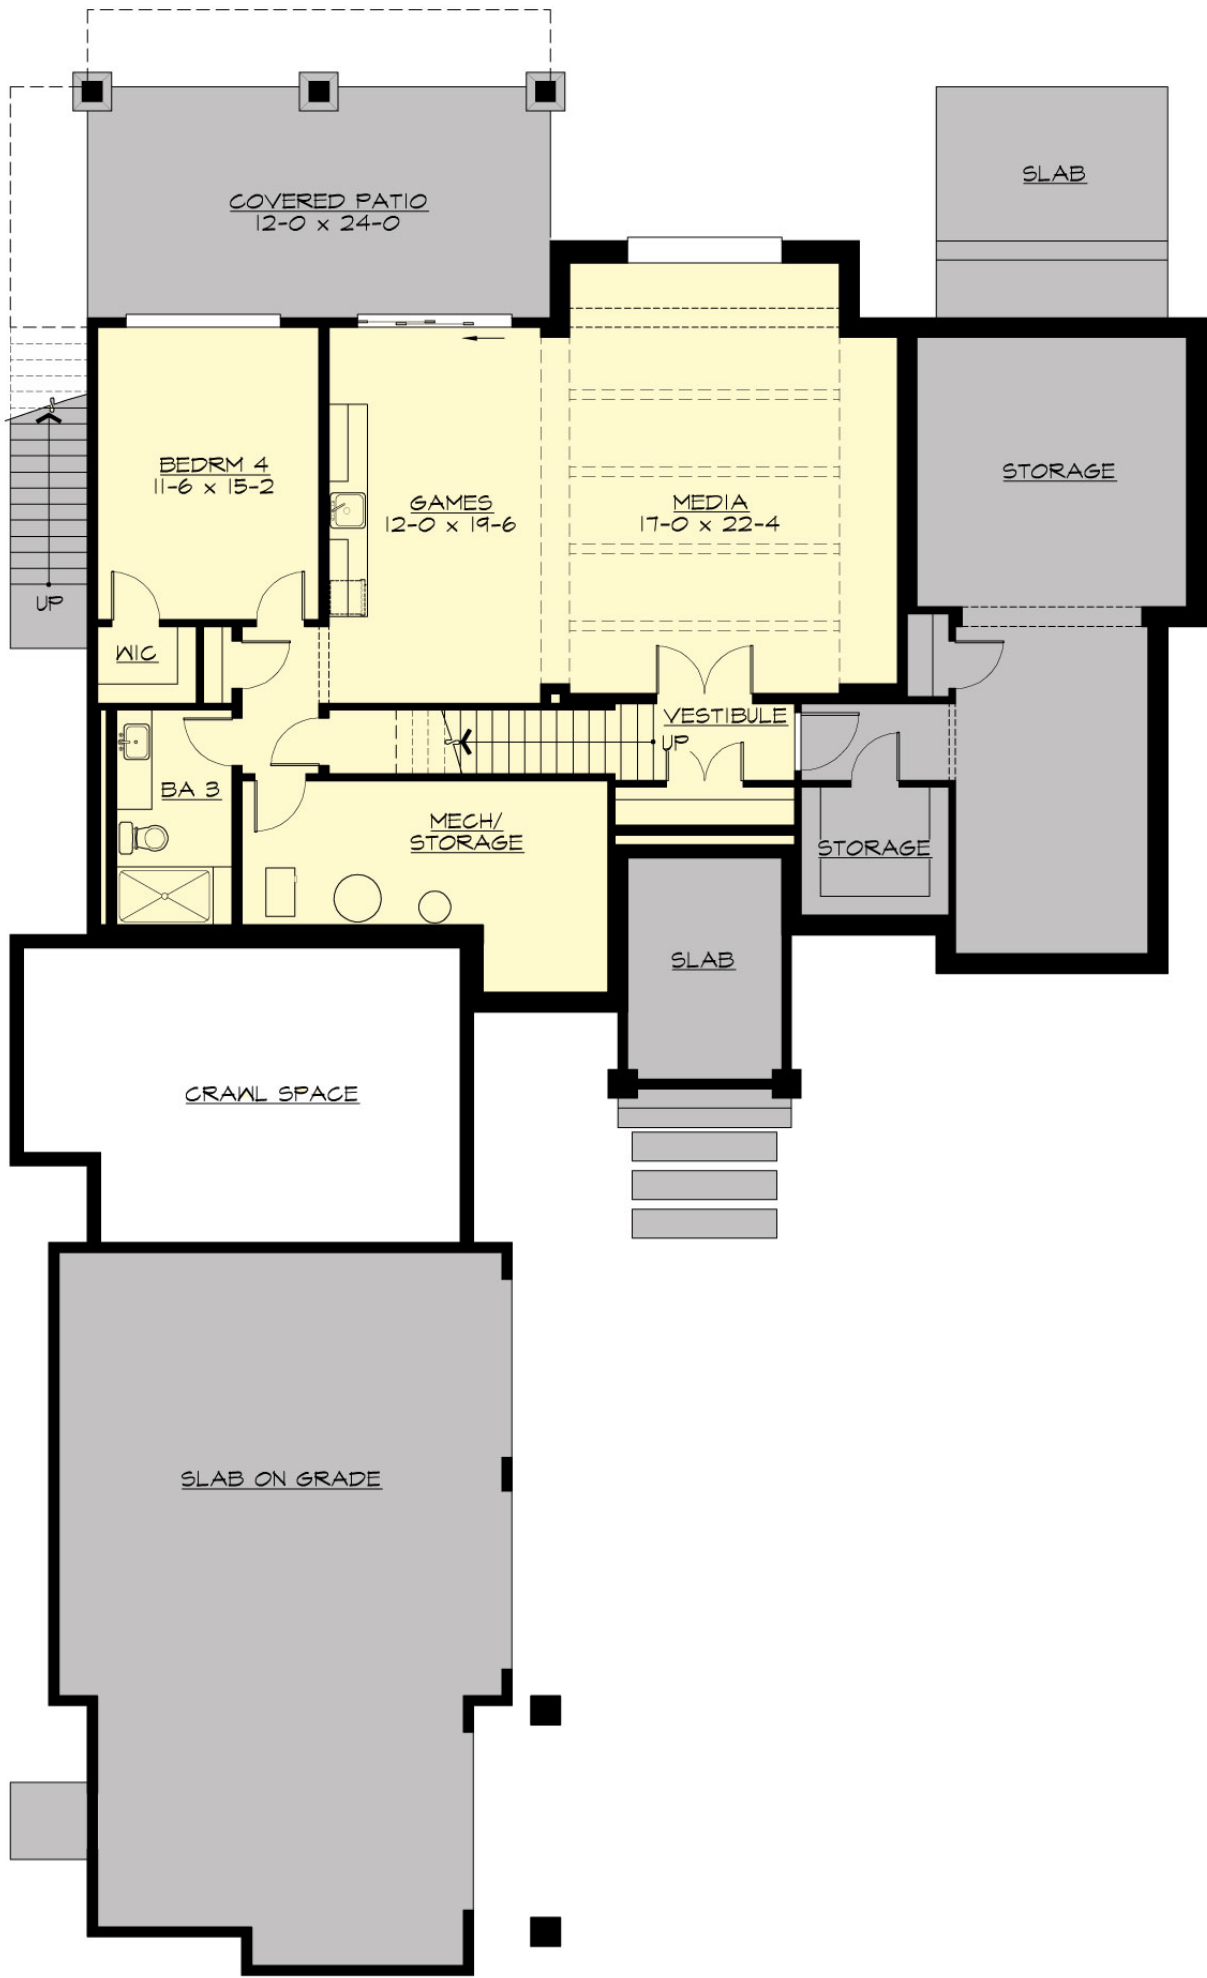 COVERED PATIO
12-0 x 24-0
SLAB
BEDRM 4
11-6 x 15-2
GAMES
12-0 x 19-6
MEDIA
17-0 x 22-4
STORAGE
UP
WIC
VESTIBULE
UP
BA 3
MECH/
STORAGE
STORAGE
SLAB
CRAWL SPACE
SLAB ON GRADE